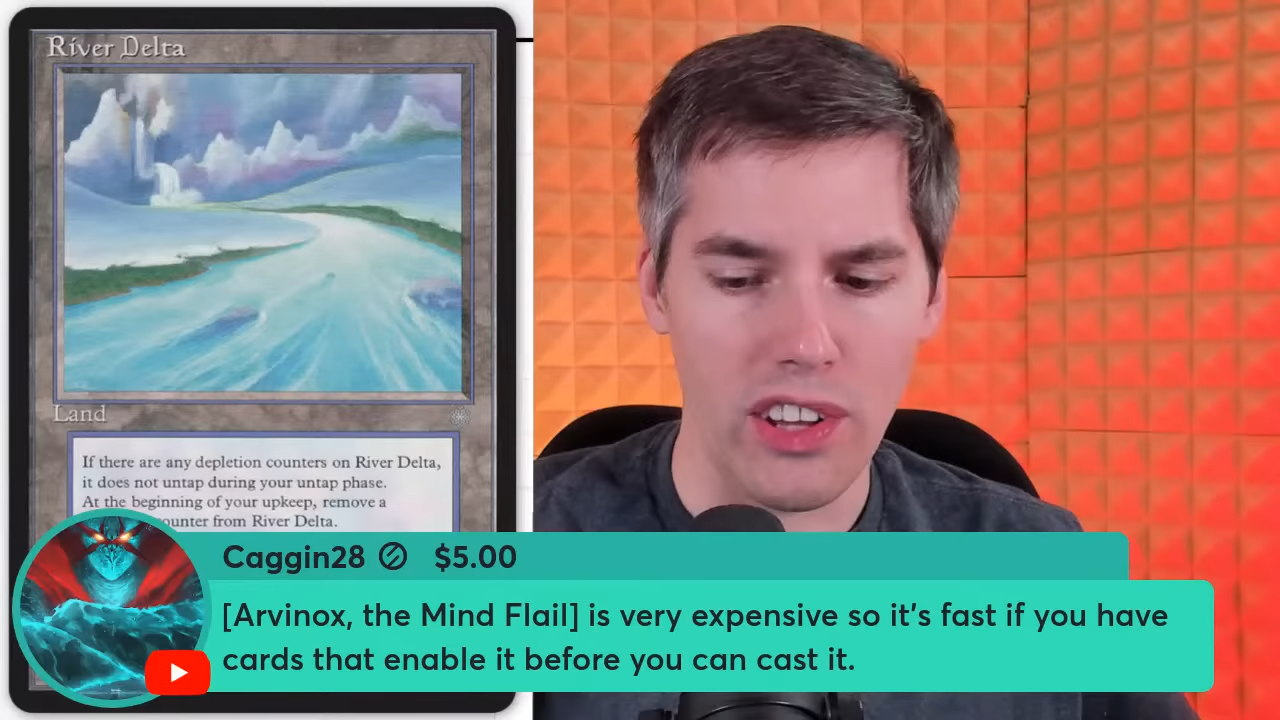 River Delta
Land
If there are any depletion counters on River Delta,
it does not untap during your untap phase.
At the beginning of your upkeep, remove a
counter from River Delta.
Caggin28 $5.00
[Arvinox, the Mind Flail] is very expensive so it's fast if you have
cards that enable it before you can cast it.